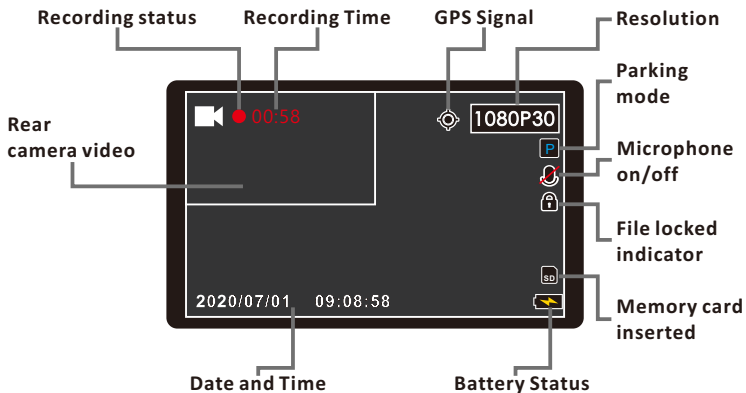 Recording status
Recording Time
GPS Signal
Resolution
Parking
mode
Rear
camera video
00:58
1080P30
P
Microphone
on/off
File locked
indicator
SD
2020/07/01 09:08:58
Memory card
inserted
Date and Time
Battery Status